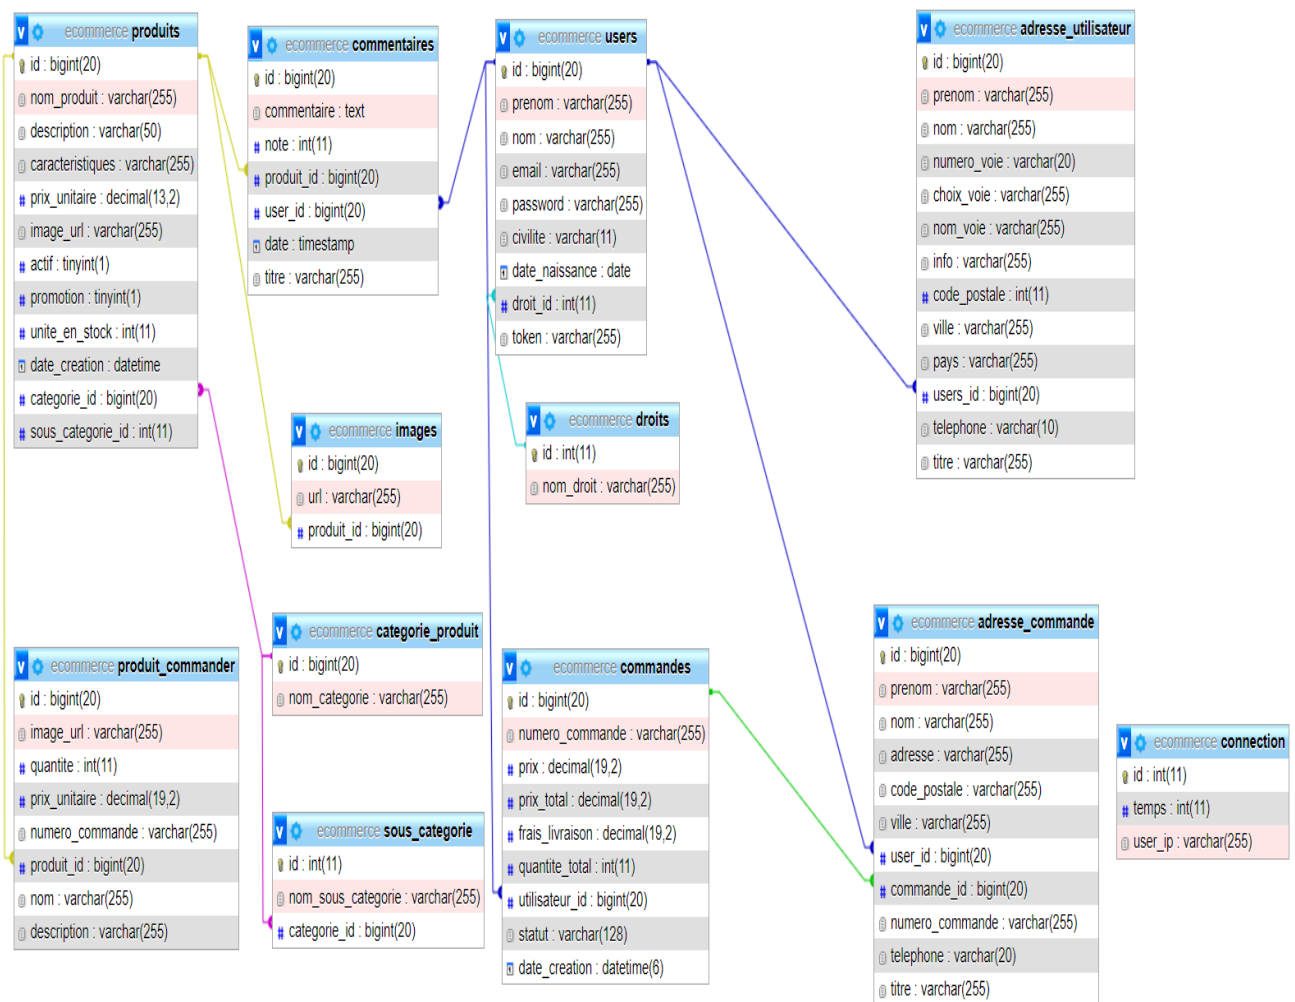 ecommerce produits
id : bigint(20)
nom_produit : varchar(255)
description : varchar(50)
caracteristiques : varchar(255)
prix_unitaire : decimal(13,2)
image_url : varchar(255)
actif : tinyint(1)
promotion : tinyint(1)
unite_en_stock : int(11)
date_creation : datetime
categorie_id : bigint(20)
sous_categorie_id : int(11)
ecommerce commentaires
id : bigint(20)
commentaire : text
note : int(11)
produit_id : bigint(20)
user_id : bigint(20)
date : timestamp
titre : varchar(255)
ecommerce users
id : bigint(20)
prenom : varchar(255)
nom : varchar(255)
email : varchar(255)
password : varchar(255)
civilite : varchar(11)
date_naissance : date
droit_id : int(11)
token : varchar(255)
ecommerce adresse_utilisateur
id : bigint(20)
prenom : varchar(255)
nom : varchar(255)
numero_voie : varchar(20)
choix_voie : varchar(255)
nom_voie : varchar(255)
info : varchar(255)
code_postale : int(11)
ville : varchar(255)
pays : varchar(255)
users_id : bigint(20)
telephone : varchar(10)
titre : varchar(255)
ecommerce images
id : bigint(20)
url : varchar(255)
produit_id : bigint(20)
ecommerce droits
id : int(11)
nom_droit : varchar(255)
ecommerce produit_commander
id : bigint(20)
image_url : varchar(255)
quantite : int(11)
prix_unitaire : decimal(19,2)
numero_commande : varchar(255)
produit_id : bigint(20)
nom : varchar(255)
description : varchar(255)
ecommerce categorie_produit
id : bigint(20)
nom_categorie : varchar(255)
ecommerce sous_categorie
id : int(11)
nom_sous_categorie : varchar(255)
categorie_id : bigint(20)
ecommerce commandes
id : bigint(20)
numero_commande : varchar(255)
prix : decimal(19,2)
prix_total : decimal(19,2)
frais_livraison : decimal(19,2)
quantite_total : int(11)
utilisateur_id : bigint(20)
statut : varchar(128)
date_creation : datetime(6)
ecommerce adresse_commande
id : bigint(20)
prenom : varchar(255)
nom : varchar(255)
adresse : varchar(255)
code_postale : varchar(255)
ville : varchar(255)
user_id : bigint(20)
commande_id : bigint(20)
numero_commande : varchar(255)
telephone : varchar(20)
titre : varchar(255)
ecommerce connection
id : int(11)
temps : int(11)
user_ip : varchar(255)